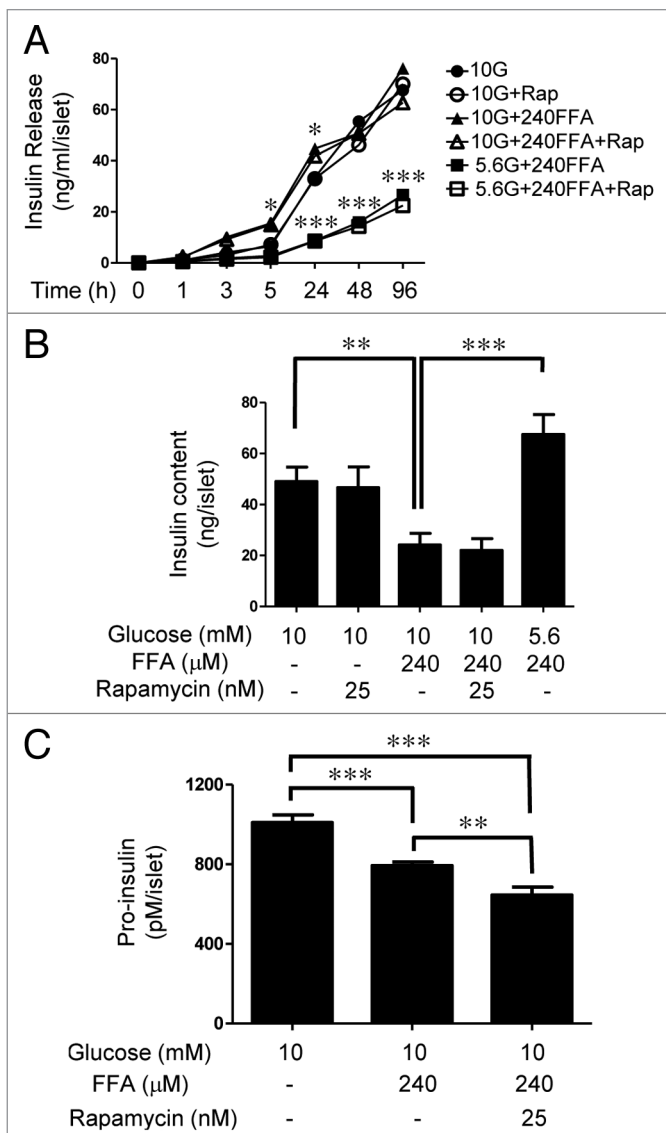 A
Insulin Release
(ng/ml/islet)
80
60
40
20
0
*
*
***
***
***
Time (h) 0 1 3 5 24 48 96
10G
10G+Rap
10G+240FFA
10G+240FFA+Rap
5.6G+240FFA
5.6G+240FFA+Rap
B
** ***
Insulin content
(ng/islet)
80
60
40
20
0
Glucose (mM) 10 10 10 10 5.6
FFA (μM) - - 240 240 240
Rapamycin (nM) - 25 - 25 -
C
***
***
**
Pro-insulin
(pM/islet)
1200
800
400
0
Glucose (mM) 10 10 10
FFA (μM) - 240 240
Rapamycin (nM) - - 25